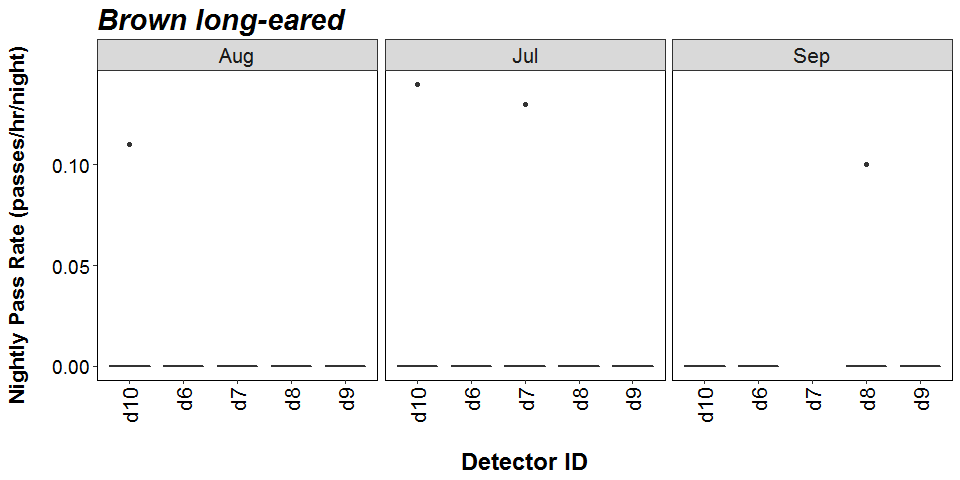 Brown long-eared
Aug Jul Sep
Nightly Pass Rate (passes/hr/night)
0.10
0.05
0.00
d10 d6 d7 d8 d9 d10 d6 d7 d8 d9 d10 d6 d7 d8 d9
Detector ID